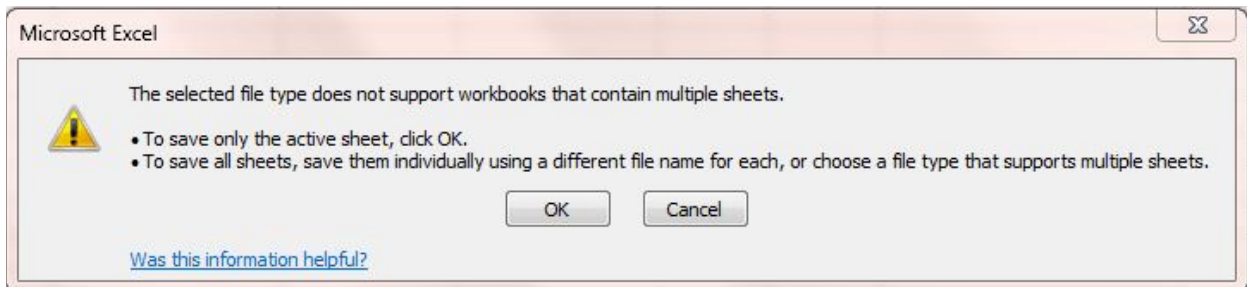 Microsoft Excel
The selected file type does not support workbooks that contain multiple sheets.
• To save only the active sheet, click OK.
• To save all sheets, save them individually using a different file name for each, or choose a file type that supports multiple sheets.
OK Cancel
Was this information helpful?